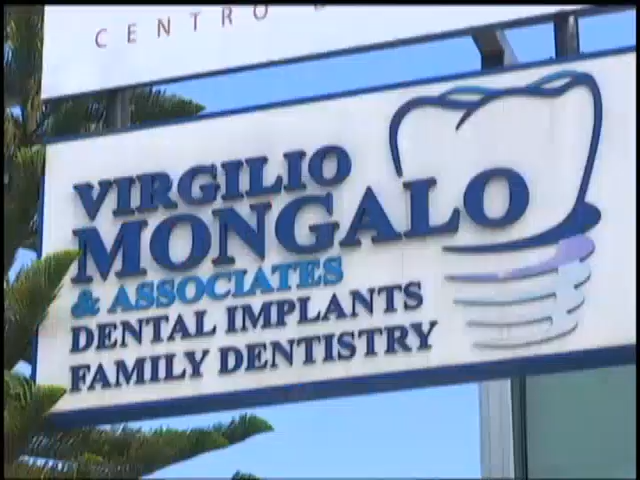 CENTRO
VIRGILIO
MONGALO
& ASSOCIATES
DENTAL IMPLANTS
FAMILY DENTISTRY